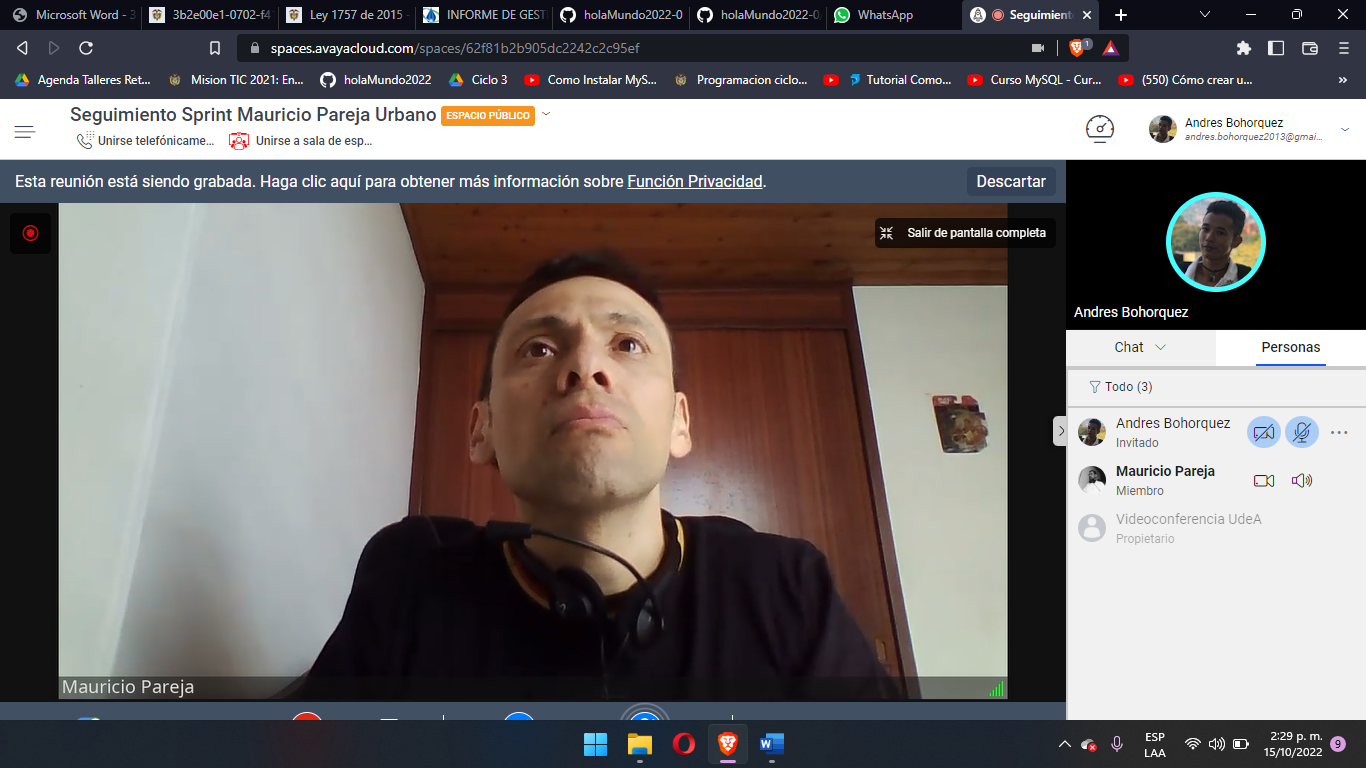 Microsoft Word - 3
3b2e00e1-0702-f4
Ley 1757 de 2015 -
INFORME DE GEST
holaMundo2022-0
holaMundo2022-0
WhatsApp
Seguimient
spaces.avayacloud.com/spaces/62f81b2b905dc2242c2c95ef
1
Agenda Talleres Ret...
Mision TIC 2021: En...
holaMundo2022
Ciclo 3
Como Instalar MyS...
Programacion ciclo...
Tutorial Como...
Curso MySQL - Cur...
(550) Cómo crear u...
»
Seguimiento Sprint Mauricio Pareja Urbano
ESPACIO PÚBLICO
Unirse telefónicame...
Unirse a sala de esp...
Andres Bohorquez
andres.bohorquez2013@gmai...
Esta reunión está siendo grabada. Haga clic aquí para obtener más información sobre Función Privacidad.
Descartar
Salir de pantalla completa
Mauricio Pareja
Andres Bohorquez
Chat
Personas
Todo (3)
Andres Bohorquez
Invitado
Mauricio Pareja
Miembro
Videoconferencia UdeA
Propietario
ESP
LAA
2:29 p. m.
15/10/2022
9